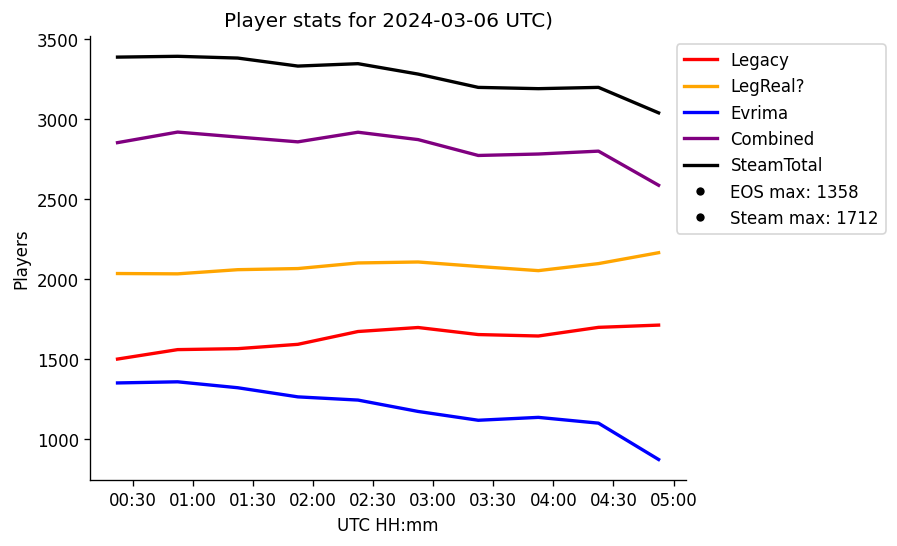 Player stats for 2024-03-06 UTC)
3500
3000
2500
2000
1500
1000
Players
00:30 01:00 01:30 02:00 02:30 03:00 03:30 04:00 04:30 05:00
UTC HH:mm
Legacy
LegReal?
Evrima
Combined
SteamTotal
EOS max: 1358
Steam max: 1712